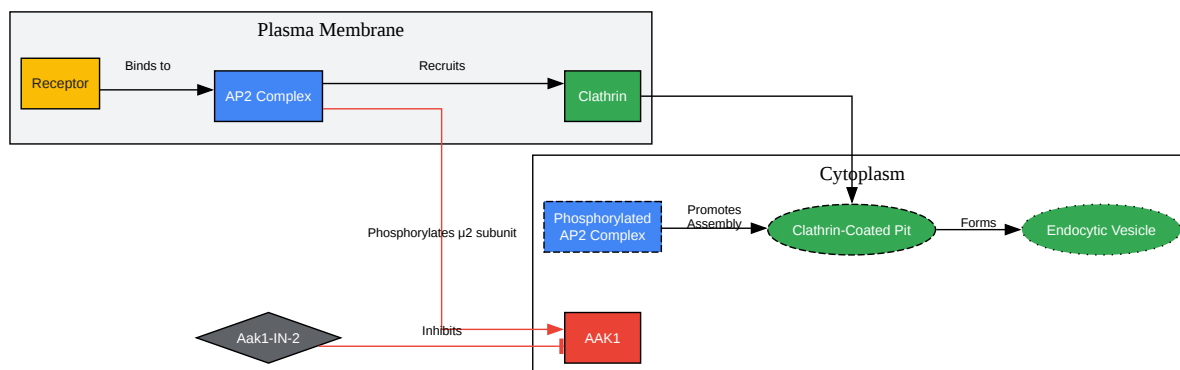 Plasma Membrane
Receptor
Binds to
AP2 Complex
Recruits
Clathrin
Cytoplasm
Phosphorylates µ2 subunit
Phosphorylated
AP2 Complex
Promotes
Assembly
Clathrin-Coated Pit
Forms
Endocytic Vesicle
Aak1-IN-2
Inhibits
AAK1